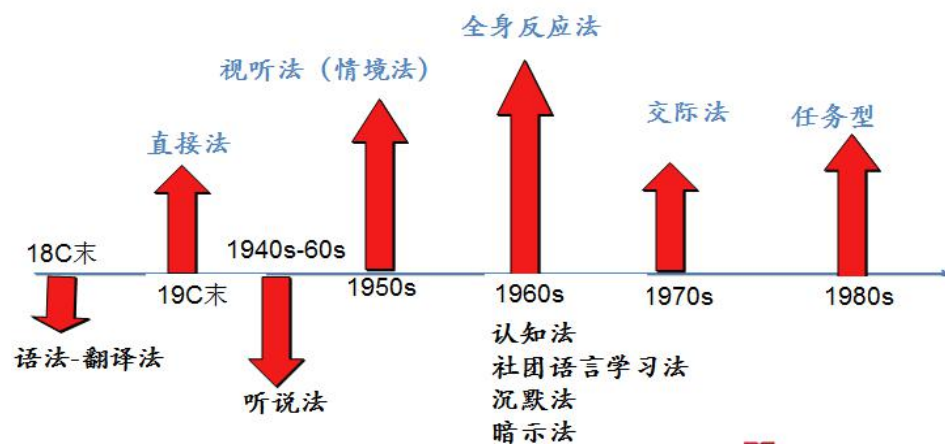 全身反应法
视听法（情境法）
直接法
交际法
任务型
18C末
1940s-60s
19C末
1950s
1960s
1970s
1980s
语法-翻译法
听说法
认知法
社团语言学习法
沉默法
暗示法